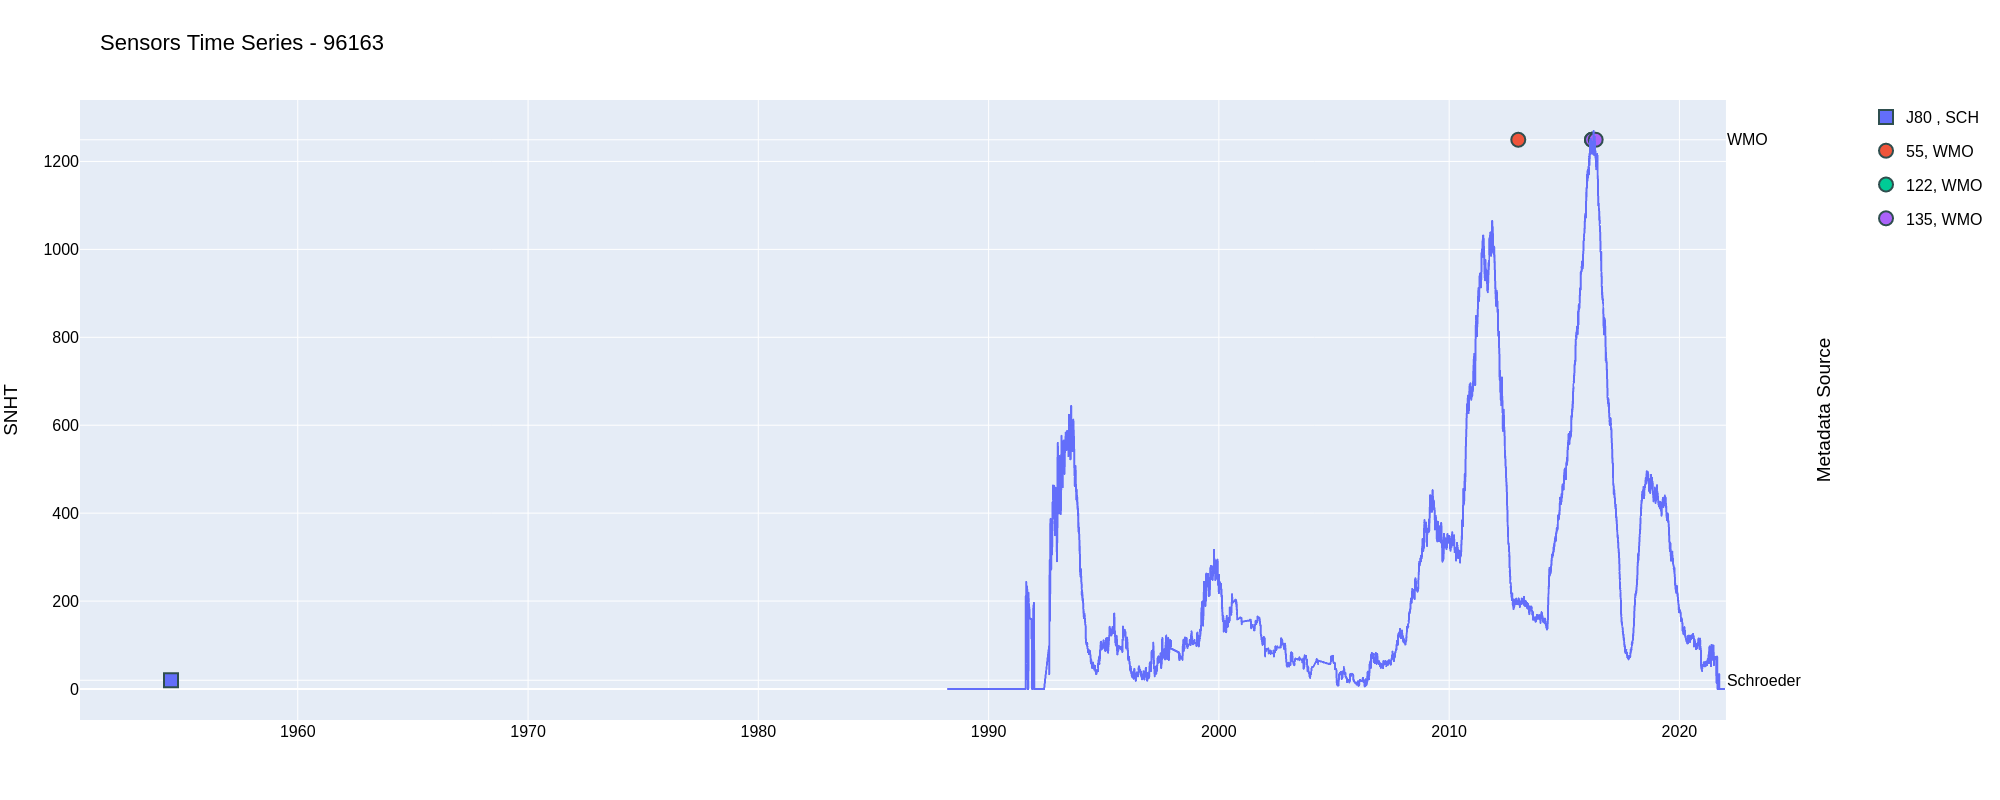 Sensors Time Series - 96163
SNHT
1200
1000
800
600
400
200
0
1960
1970
1980
1990
2000
2010
2020
WMO
Schroeder
Metadata Source
J80 , SCH
55, WMO
122, WMO
135, WMO